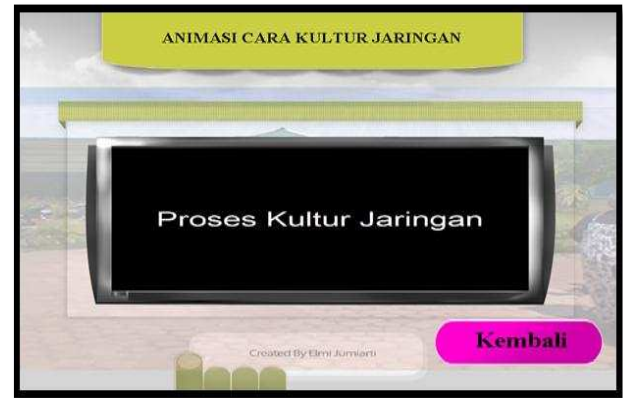 ANIMASI CARA KULTUR JARINGAN
Proses Kultur Jaringan
Kembali
Created By Elmi Jumiarti